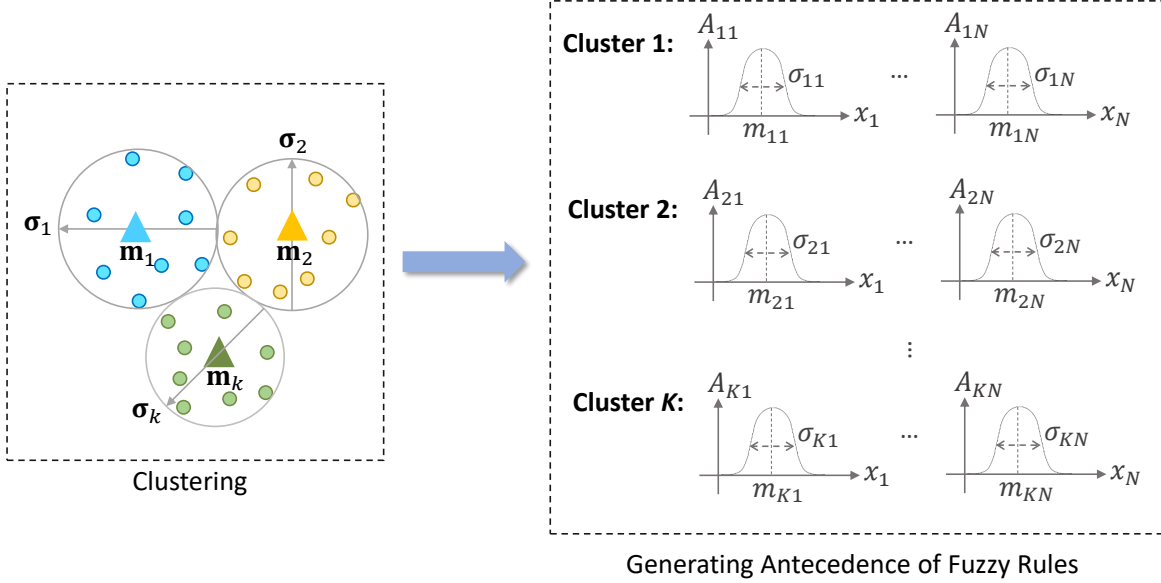 σ₁
m₁
σ₂
m₂
σₖ
mₖ
Clustering
Cluster 1:
A₁₁
σ₁₁
m₁₁
x₁
...
A₁N
σ₁N
m₁N
x_N
Cluster 2:
A₂₁
σ₂₁
m₂₁
x₁
...
A₂N
σ₂N
m₂N
x_N
⋮
Cluster K:
A_K1
σ_K1
m_K1
x₁
...
A_KN
σ_KN
m_KN
x_N
Generating Antecedence of Fuzzy Rules